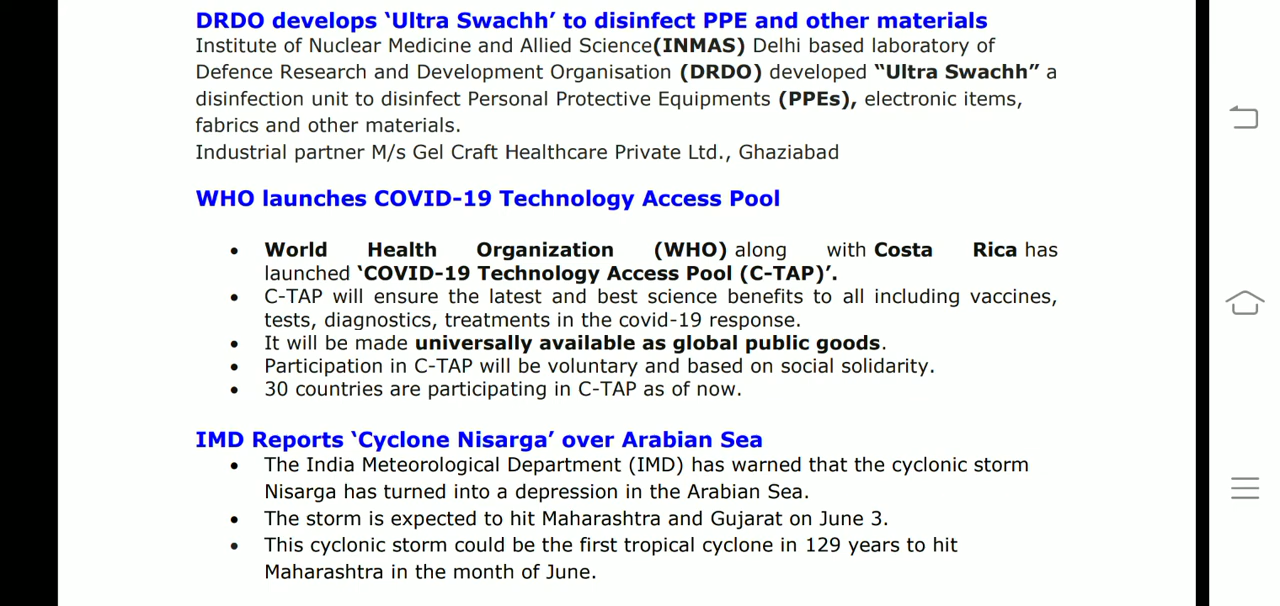 DRDO develops ‘Ultra Swachh’ to disinfect PPE and other materials
Institute of Nuclear Medicine and Allied Science(INMAS) Delhi based laboratory of
Defence Research and Development Organisation (DRDO) developed “Ultra Swachh” a
disinfection unit to disinfect Personal Protective Equipments (PPEs), electronic items,
fabrics and other materials.
Industrial partner M/s Gel Craft Healthcare Private Ltd., Ghaziabad
WHO launches COVID-19 Technology Access Pool
• World Health Organization (WHO) along with Costa Rica has
launched ‘COVID-19 Technology Access Pool (C-TAP)’.
• C-TAP will ensure the latest and best science benefits to all including vaccines,
tests, diagnostics, treatments in the covid-19 response.
• It will be made universally available as global public goods.
• Participation in C-TAP will be voluntary and based on social solidarity.
• 30 countries are participating in C-TAP as of now.
IMD Reports ‘Cyclone Nisarga’ over Arabian Sea
• The India Meteorological Department (IMD) has warned that the cyclonic storm
Nisarga has turned into a depression in the Arabian Sea.
• The storm is expected to hit Maharashtra and Gujarat on June 3.
• This cyclonic storm could be the first tropical cyclone in 129 years to hit
Maharashtra in the month of June.